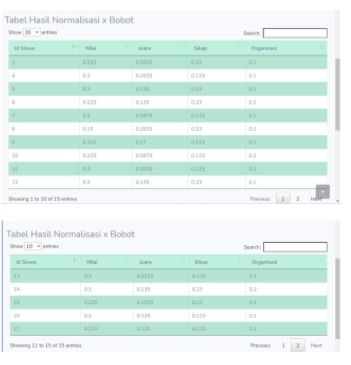 Tabel Hasil Normalisasi x Bobot
Show 10 entries Search:
Id Siswa Nilai Juara Sikap Organisasi
1 0.225 0.2025 0.23 0.1
4 0.3 0.2025 0.115 0.1
5 0.3 0.135 0.23 0.1
6 0.225 0.135 0.23 0.2
7 0.3 0.0675 0.115 0.1
8 0.15 0.2025 0.23 0.2
9 0.225 0.27 0.115 0.2
10 0.225 0.0675 0.115 0.2
11 0.3 0.2025 0.115 0.1
12 0.3 0.135 0.23 0.2
Showing 1 to 10 of 15 entries Previous 1 2 Next
Tabel Hasil Normalisasi x Bobot
Show 10 entries Search:
Id Siswa Nilai Juara Sikap Organisasi
13 0.3 0.2025 0.115 0.1
14 0.3 0.135 0.23 0.2
15 0.225 0.2025 0.23 0.1
16 0.3 0.135 0.115 0.2
17 0.225 0.135 0.115 0.2
Showing 11 to 15 of 15 entries Previous 1 2 Next